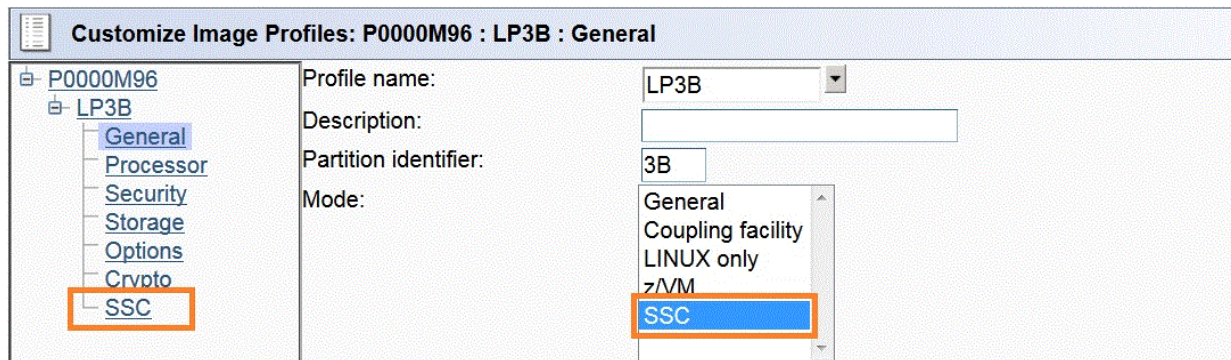 Customize Image Profiles: P0000M96 : LP3B : General
P0000M96
LP3B
General
Processor
Security
Storage
Options
Crypto
SSC
Profile name:
LP3B
Description:
Partition identifier:
3B
Mode:
General
Coupling facility
LINUX only
z/VM
SSC